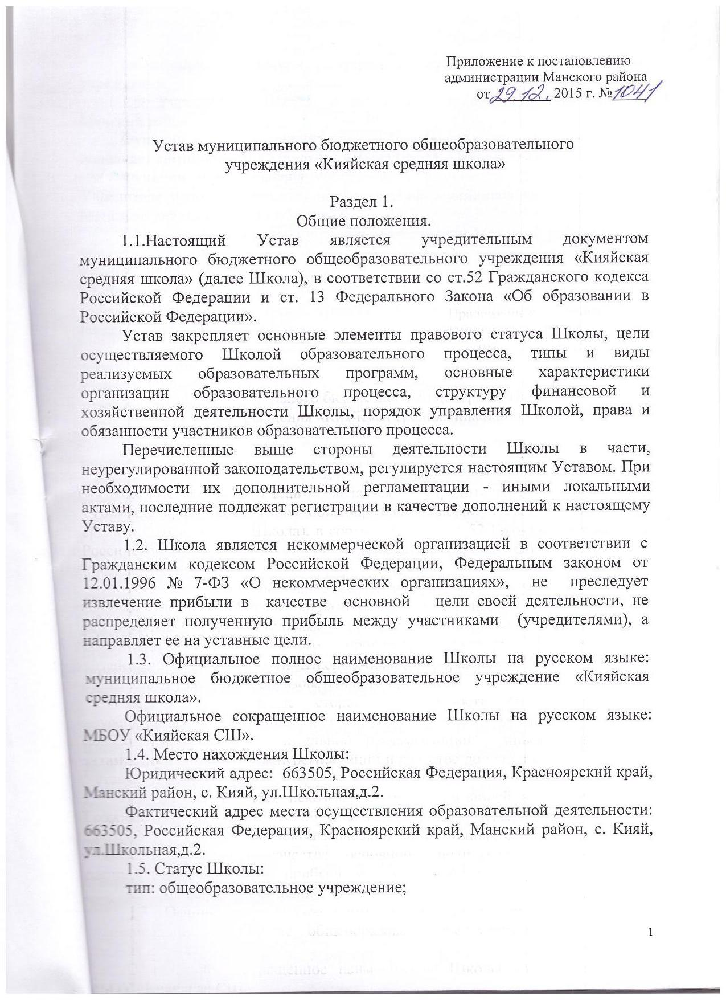 Приложение к постановлению
администрации Манского района
от 29.12. 2015 г. № 1041
Устав муниципального бюджетного общеобразовательного
учреждения «Кияйская средняя школа»
Раздел 1.
Общие положения.
1.1.Настоящий Устав является учредительным документом
муниципального бюджетного общеобразовательного учреждения «Кияйская
средняя школа» (далее Школа), в соответствии со ст.52 Гражданского кодекса
Российской Федерации и ст. 13 Федерального Закона «Об образовании в
Российской Федерации».
Устав закрепляет основные элементы правового статуса Школы, цели
осуществляемого Школой образовательного процесса, типы и виды
реализуемых образовательных программ, основные характеристики
организации образовательного процесса, структуру финансовой и
хозяйственной деятельности Школы, порядок управления Школой, права и
обязанности участников образовательного процесса.
Перечисленные выше стороны деятельности Школы в части,
неурегулированной законодательством, регулируется настоящим Уставом. При
необходимости их дополнительной регламентации - иными локальными
актами, последние подлежат регистрации в качестве дополнений к настоящему
Уставу.
1.2. Школа является некоммерческой организацией в соответствии с
Гражданским кодексом Российской Федерации, Федеральным законом от
12.01.1996 № 7-ФЗ «О некоммерческих организациях», не преследует
извлечение прибыли в качестве основной цели своей деятельности, не
распределяет полученную прибыль между участниками (учредителями), а
направляет ее на уставные цели.
1.3. Официальное полное наименование Школы на русском языке:
муниципальное бюджетное общеобразовательное учреждение «Кияйская
средняя школа».
Официальное сокращенное наименование Школы на русском языке:
МБОУ «Кияйская СШ».
1.4. Место нахождения Школы:
Юридический адрес: 663505, Российская Федерация, Красноярский край,
Манский район, с. Кияй, ул.Школьная,д.2.
Фактический адрес места осуществления образовательной деятельности:
663505, Российская Федерация, Красноярский край, Манский район, с. Кияй,
ул.Школьная,д.2.
1.5. Статус Школы:
тип: общеобразовательное учреждение;
1